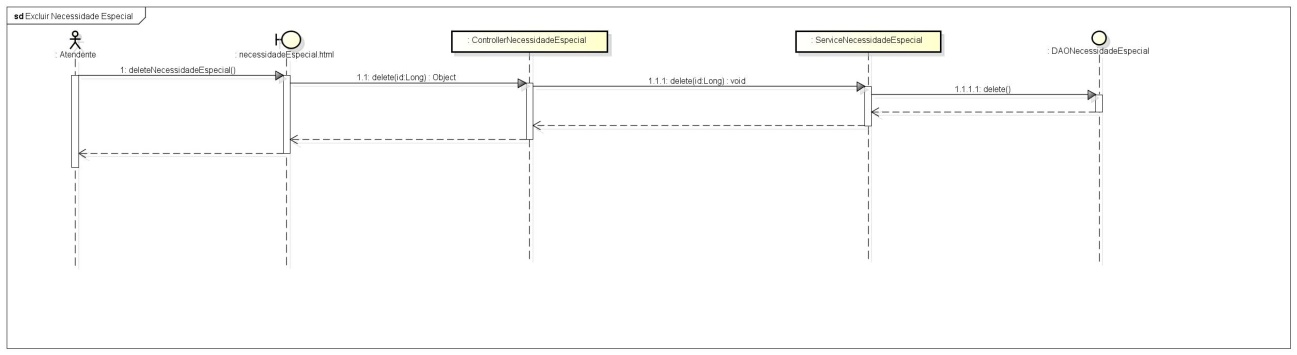 sd Excluir Necessidade Especial
: Atendente
: necessidadeEspecial.html
: ControllerNecessidadeEspecial
: ServiceNecessidadeEspecial
: DAONecessidadeEspecial
1: deleteNecessidadeEspecial()
1.1: delete(id:Long) : Object
1.1.1: delete(id:Long) : void
1.1.1.1: delete()